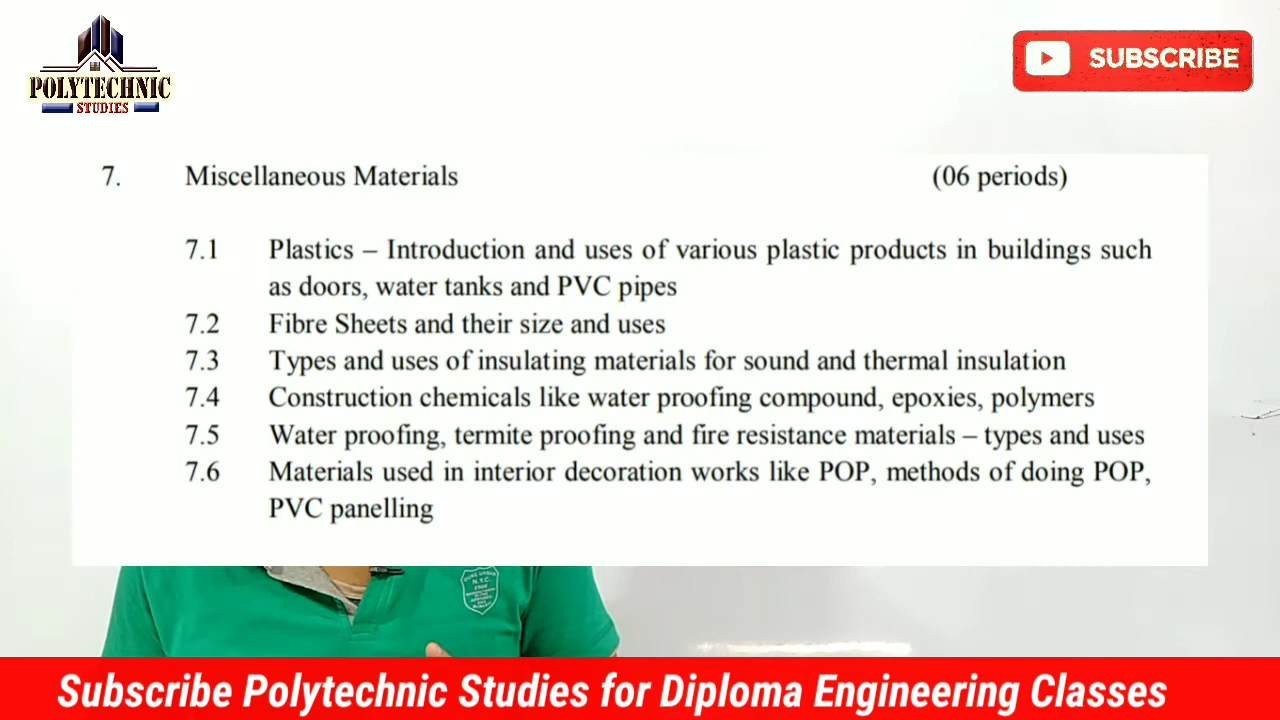 POLYTECHNIC
STUDIES
SUBSCRIBE
7. Miscellaneous Materials (06 periods)
7.1 Plastics – Introduction and uses of various plastic products in buildings such
as doors, water tanks and PVC pipes
7.2 Fibre Sheets and their size and uses
7.3 Types and uses of insulating materials for sound and thermal insulation
7.4 Construction chemicals like water proofing compound, epoxies, polymers
7.5 Water proofing, termite proofing and fire resistance materials – types and uses
7.6 Materials used in interior decoration works like POP, methods of doing POP,
PVC panelling
N.Y.C.
Subscribe Polytechnic Studies for Diploma Engineering Classes